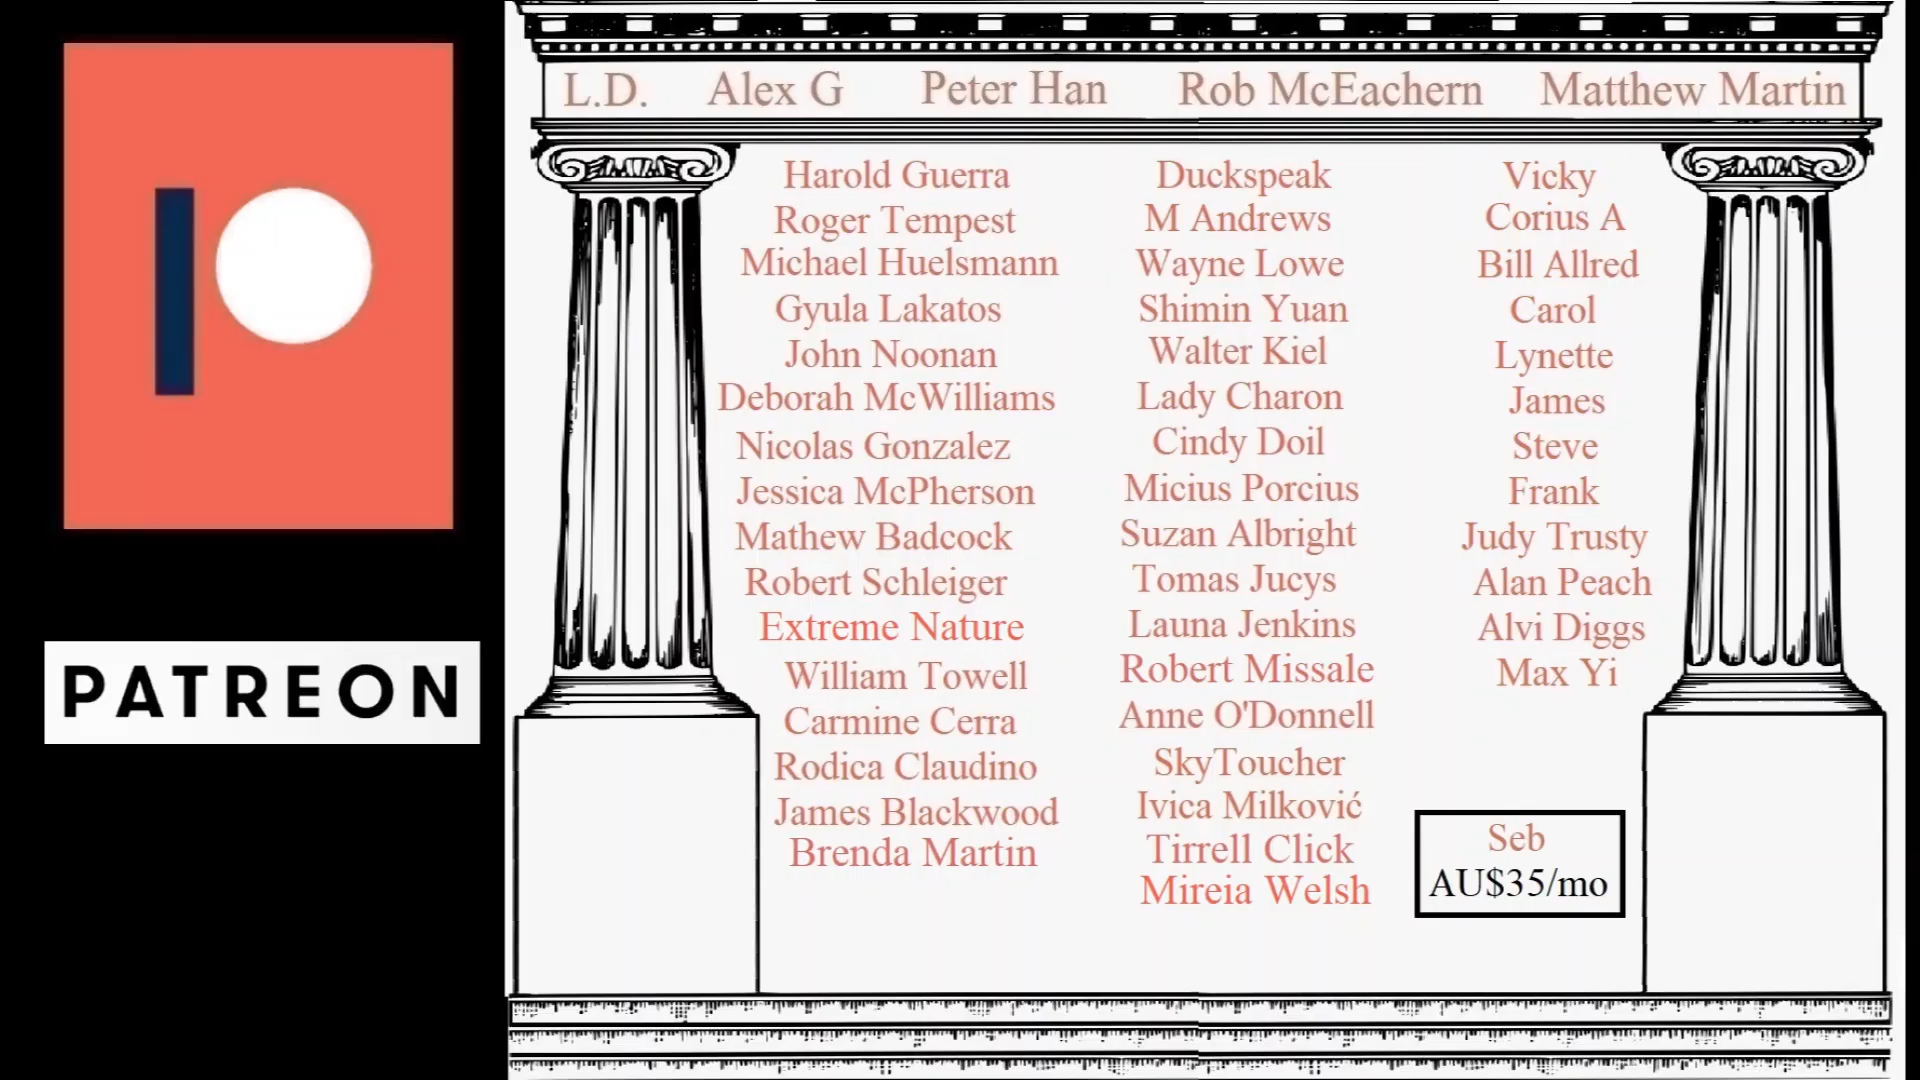 L.D. Alex G Peter Han Rob McEachern Matthew Martin
Harold Guerra
Roger Tempest
Michael Huelsmann
Gyula Lakatos
John Noonan
Deborah McWilliams
Nicolas Gonzalez
Jessica McPherson
Mathew Badcock
Robert Schleiger
Extreme Nature
William Towell
Carmine Cerra
Rodica Claudino
James Blackwood
Brenda Martin
Duckspeak
M Andrews
Wayne Lowe
Shimin Yuan
Walter Kiel
Lady Charon
Cindy Doil
Micius Porcius
Suzan Albright
Tomas Jucys
Launa Jenkins
Robert Missale
Anne O'Donnell
SkyToucher
Ivica Milković
Tirrell Click
Mireia Welsh
Vicky
Corius A
Bill Allred
Carol
Lynette
James
Steve
Frank
Judy Trusty
Alan Peach
Alvi Diggs
Max Yi
Seb
AU$35/mo
PATREON